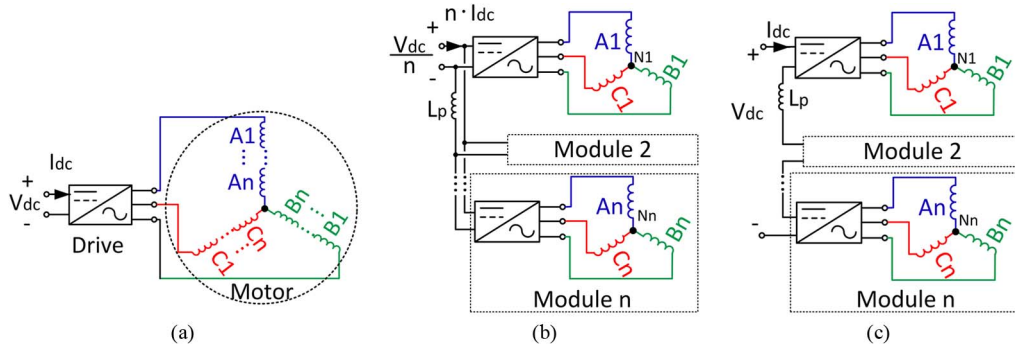 Idc
+
Vdc
-
Drive
A1
An
Bn
B1
Cn
C1
Motor
(a)
n · Idc
+
Vdc
n
-
Lp
A1
N1
B1
C1
Module 2
An
Nn
Bn
Cn
Module n
(b)
Idc
+
Vdc
Lp
A1
N1
B1
C1
Module 2
-
An
Nn
Bn
Cn
Module n
(c)